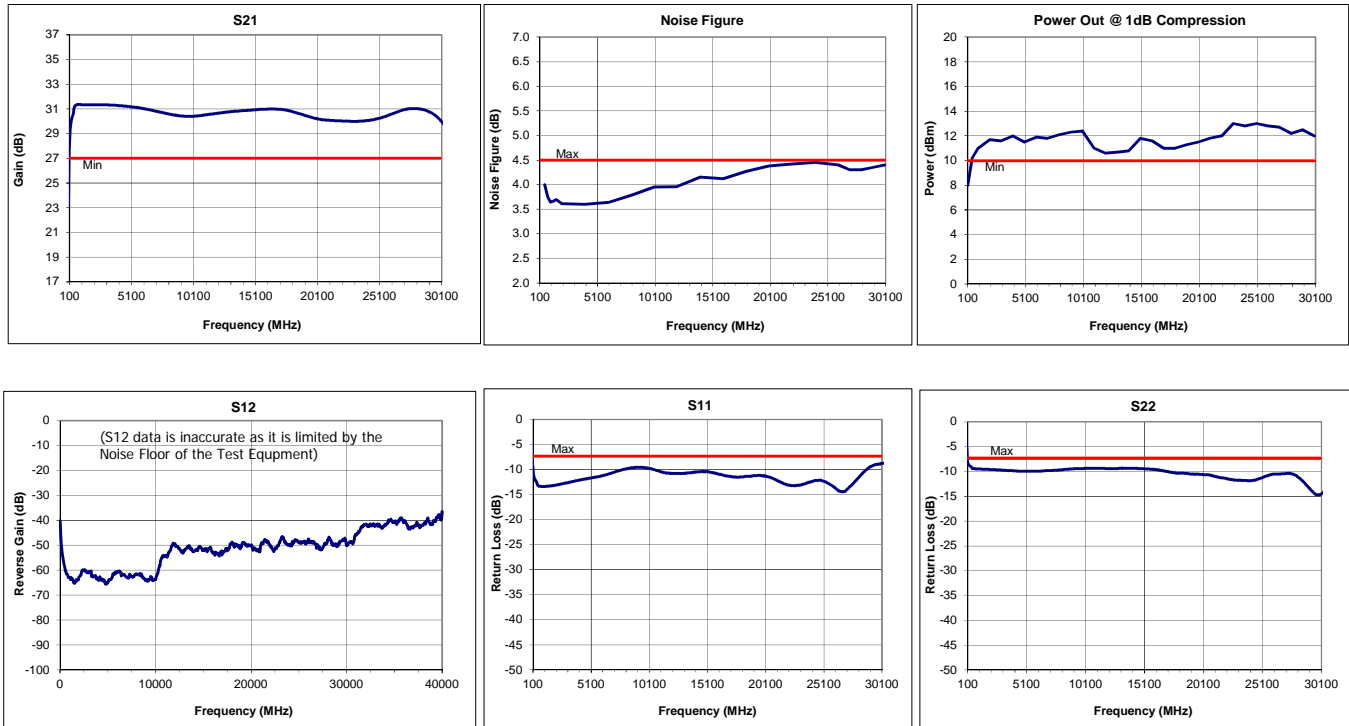 S21
37
35
33
31
29
27
25
23
21
19
17
Gain (dB)
Min
100 5100 10100 15100 20100 25100 30100
Frequency (MHz)
Noise Figure
7.0
6.5
6.0
5.5
5.0
4.5
4.0
3.5
3.0
2.5
2.0
Noise Figure (dB)
Max
100 5100 10100 15100 20100 25100 30100
Frequency (MHz)
Power Out @ 1dB Compression
20
18
16
14
12
10
8
6
4
2
0
Power (dBm)
Min
100 5100 10100 15100 20100 25100 30100
Frequency (MHz)
S12
0
-10
-20
-30
-40
-50
-60
-70
-80
-90
-100
Reverse Gain (dB)
(S12 data is inaccurate as it is limited by the
Noise Floor of the Test Equpment)
0 10000 20000 30000 40000
Frequency (MHz)
S11
0
-5
-10
-15
-20
-25
-30
-35
-40
-45
-50
Return Loss (dB)
Max
100 5100 10100 15100 20100 25100 30100
Frequency (MHz)
S22
0
-5
-10
-15
-20
-25
-30
-35
-40
-45
-50
Return Loss (dB)
Max
100 5100 10100 15100 20100 25100 30100
Frequency (MHz)